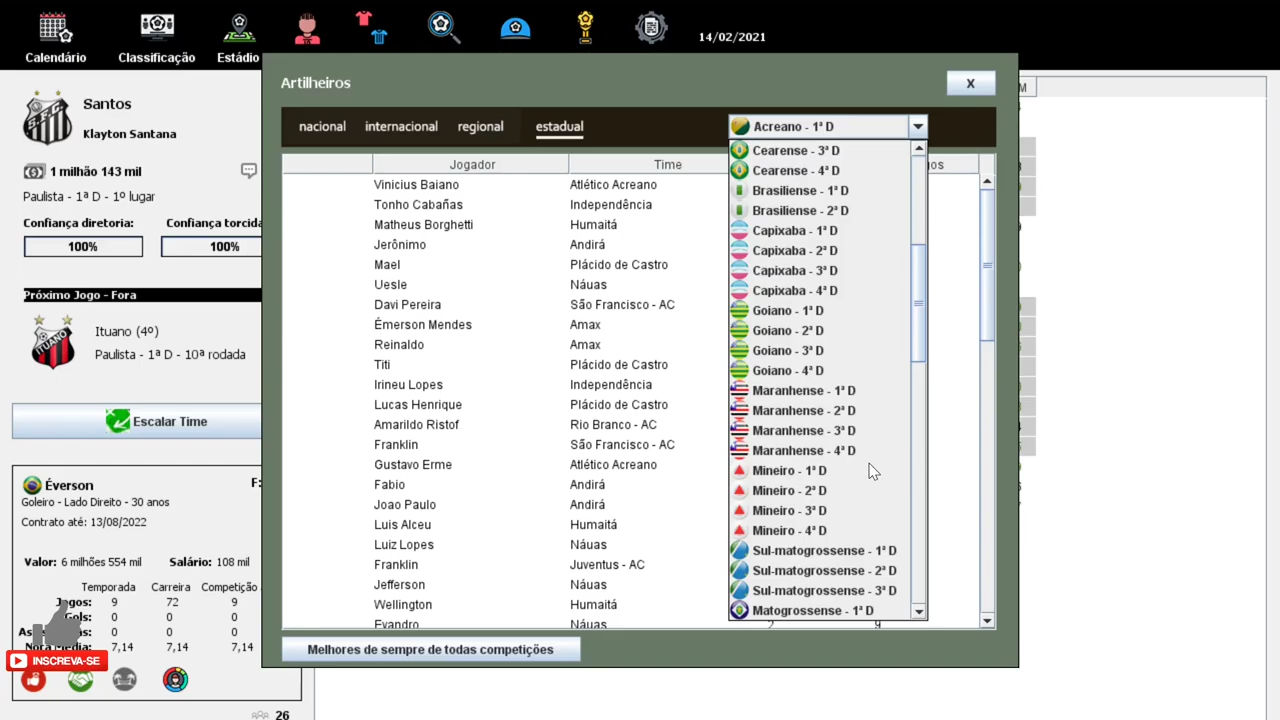 Calendário
Classificação
Estádio
14/02/2021
Santos
Klayton Santana
1 milhão 143 mil
Paulista - 1ª D - 1º lugar
Confiança diretoria:
Confiança torcida
100%
100%
Próximo Jogo - Fora
Ituano (4º)
Paulista - 1ª D - 10ª rodada
ITUANO
Escalar Time
Éverson
F:
Goleiro - Lado Direito - 30 anos
Contrato até: 13/08/2022
Valor: 6 milhões 554 mil
Salário: 108 mil
Temporada Carreira Competição
Jogos: 9 72 9
Gols: 0 0 0
0 0 0
Nota Média: 7,14 7,14 7,14
INSCREVA-SE
26
Artilheiros
X
M
nacional internacional regional estadual
Acreano - 1ª D
Jogador Time
Vinicius Baiano Atlético Acreano
Tonho Cabañas Independência
Matheus Borghetti Humaitá
Jerônimo Andirá
Mael Plácido de Castro
Uesle Náuas
Davi Pereira São Francisco - AC
Émerson Mendes Amax
Reinaldo Amax
Titi Plácido de Castro
Irineu Lopes Independência
Lucas Henrique Plácido de Castro
Amarildo Ristof Rio Branco - AC
Franklin São Francisco - AC
Gustavo Erme Atlético Acreano
Fabio Andirá
Joao Paulo Andirá
Luis Alceu Humaitá
Luiz Lopes Náuas
Franklin Juventus - AC
Jefferson Náuas
Wellington Humaitá
Evandro Náuas 2 9
Cearense - 3ª D
Cearense - 4ª D
Brasiliense - 1ª D
Brasiliense - 2ª D
Capixaba - 1ª D
Capixaba - 2ª D
Capixaba - 3ª D
Capixaba - 4ª D
Goiano - 1ª D
Goiano - 2ª D
Goiano - 3ª D
Goiano - 4ª D
Maranhense - 1ª D
Maranhense - 2ª D
Maranhense - 3ª D
Maranhense - 4ª D
Mineiro - 1ª D
Mineiro - 2ª D
Mineiro - 3ª D
Mineiro - 4ª D
Sul-matogrossense - 1ª D
Sul-matogrossense - 2ª D
Sul-matogrossense - 3ª D
Matogrossense - 1ª D
Melhores de sempre de todas competições